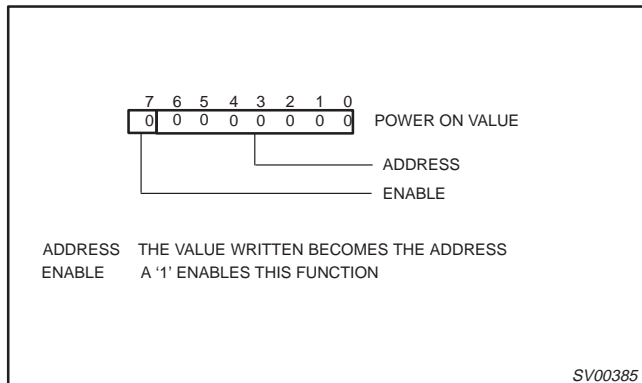 7 6 5 4 3 2 1 0
0 0 0 0 0 0 0 0 POWER ON VALUE
ADDRESS
ENABLE
ADDRESS THE VALUE WRITTEN BECOMES THE ADDRESS
ENABLE A ‘1’ ENABLES THIS FUNCTION
SV00385